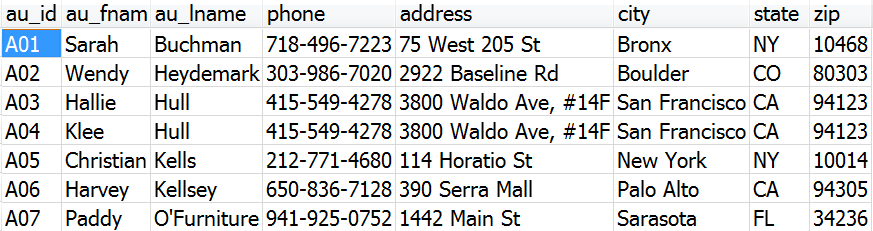 au_id au_fnam au_lname phone address city state zip
A01 Sarah Buchman 718-496-7223 75 West 205 St Bronx NY 10468
A02 Wendy Heydemark 303-986-7020 2922 Baseline Rd Boulder CO 80303
A03 Hallie Hull 415-549-4278 3800 Waldo Ave, #14F San Francisco CA 94123
A04 Klee Hull 415-549-4278 3800 Waldo Ave, #14F San Francisco CA 94123
A05 Christian Kells 212-771-4680 114 Horatio St New York NY 10014
A06 Harvey Kellsey 650-836-7128 390 Serra Mall Palo Alto CA 94305
A07 Paddy O'Furniture 941-925-0752 1442 Main St Sarasota FL 34236